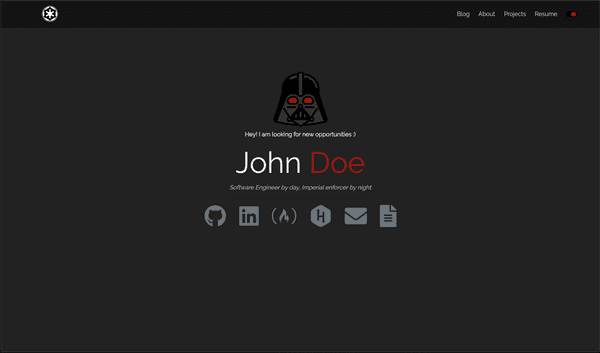 Blog About Projects Resume
Hey! I am looking for new opportunities :)
John Doe
Software Engineer by day, Imperial enforcer by night